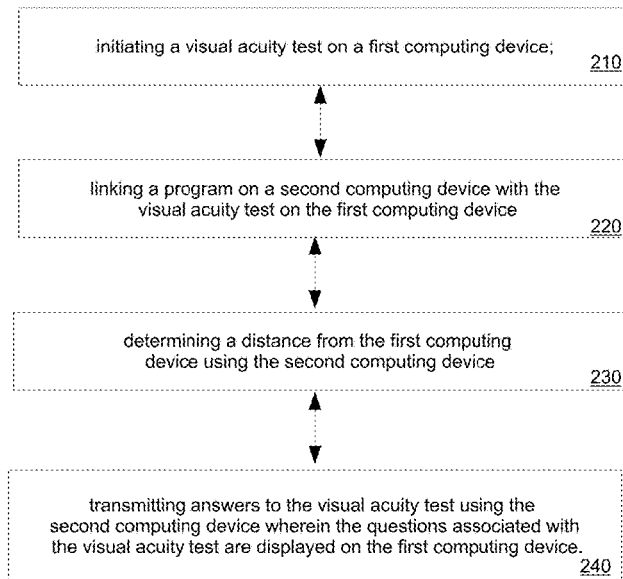 initiating a visual acuity test on a first computing device;
210
linking a program on a second computing device with the
visual acuity test on the first computing device
220
determining a distance from the first computing
device using the second computing device
230
transmitting answers to the visual acuity test using the
second computing device wherein the questions associated with
the visual acuity test are displayed on the first computing device.
240